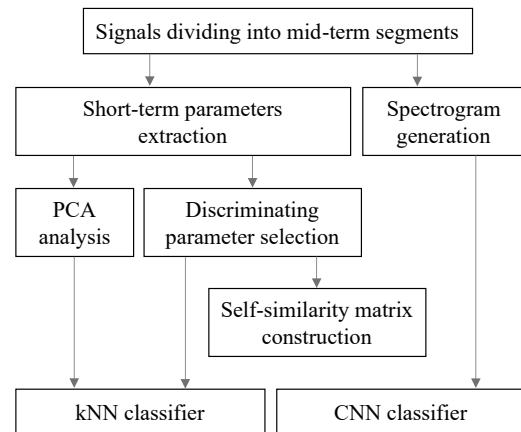 Signals dividing into mid-term segments
Short-term parameters
extraction
Spectrogram
generation
PCA
analysis
Discriminating
parameter selection
Self-similarity matrix
construction
kNN classifier
CNN classifier